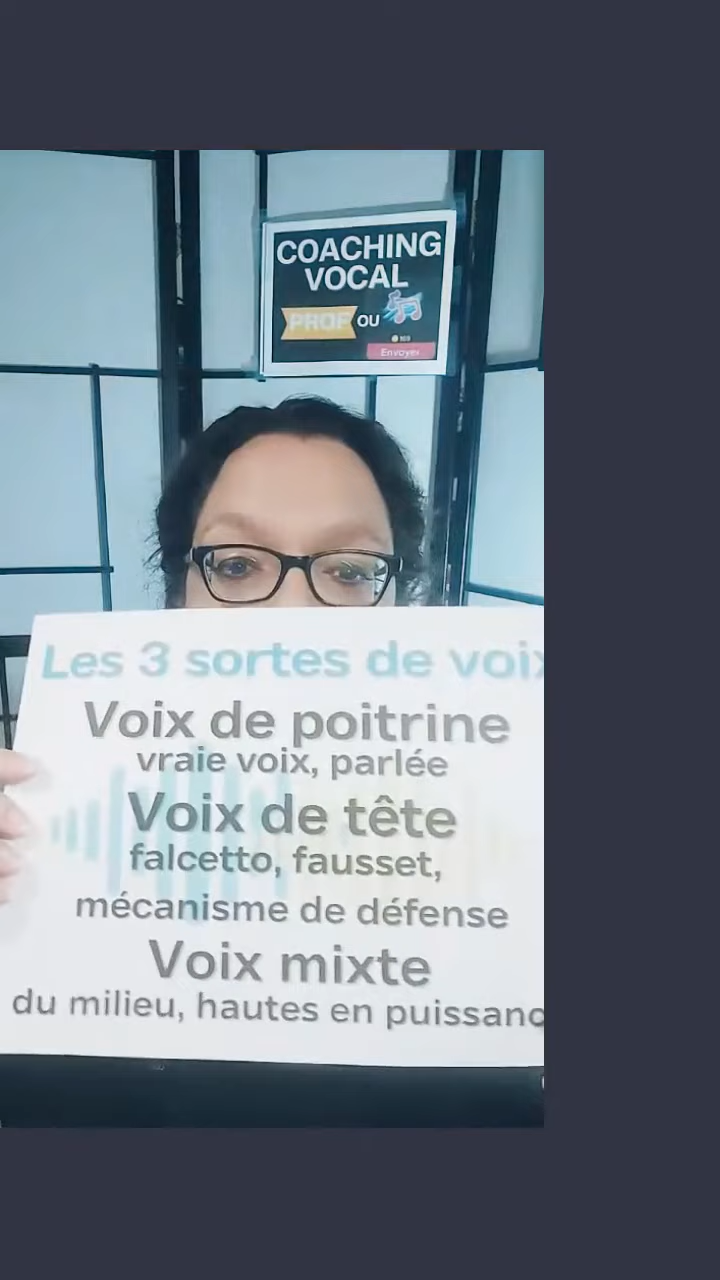 COACHING
VOCAL
PROF OU
Envoyer
Les 3 sortes de voix
Voix de poitrine
vraie voix, parlée
Voix de tête
falcetto, fausset,
mécanisme de défense
Voix mixte
du milieu, hautes en puissanc